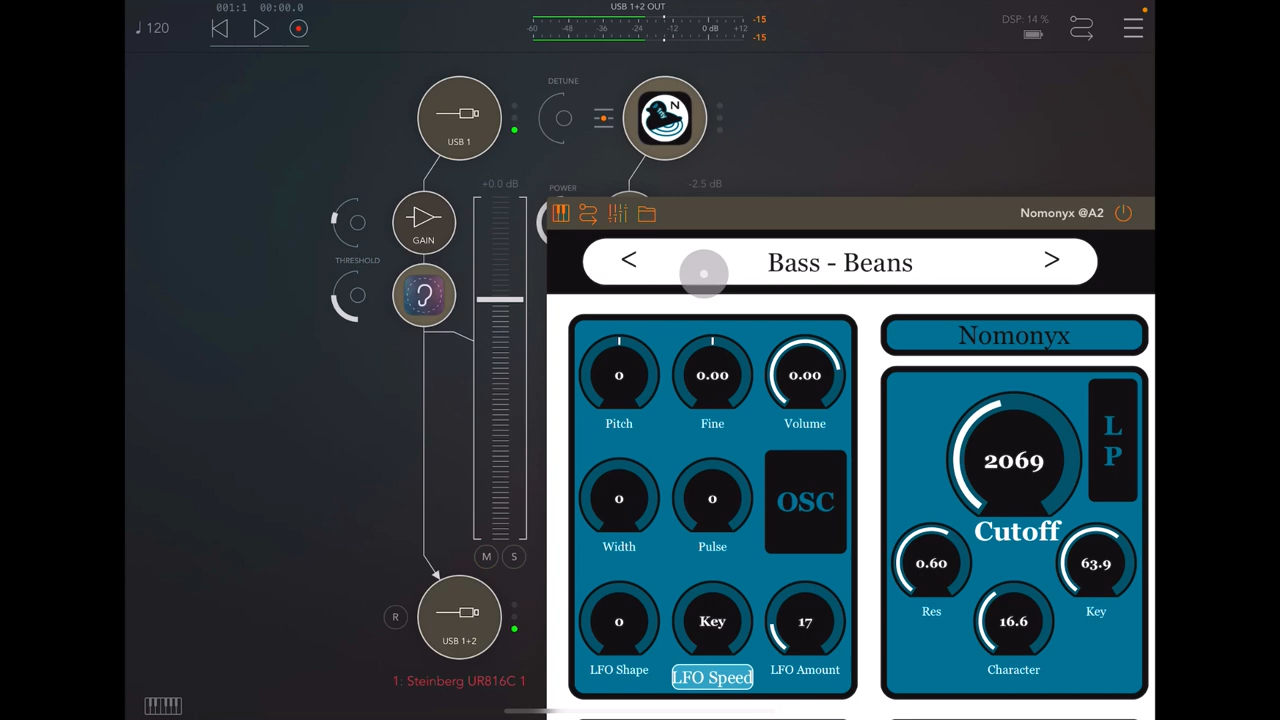 001:1 00:00.0
♩ 120
USB 1+2 OUT
-60 -48 -36 -24 -12 0 dB +12
-15
-15
DSP: 14 %
DETUNE
N
USB 1
+0.0 dB
POWER
-2.5 dB
GAIN
THRESHOLD
Nomonyx @A2
< Bass - Beans >
Nomonyx
0 0.00 0.00
Pitch Fine Volume
0 0 OSC
Width Pulse
0 Key 17
LFO Shape LFO Speed LFO Amount
2069
L
P
Cutoff
0.60 63.9
Res Key
16.6
Character
M S
R
USB 1+2
1: Steinberg UR816C 1